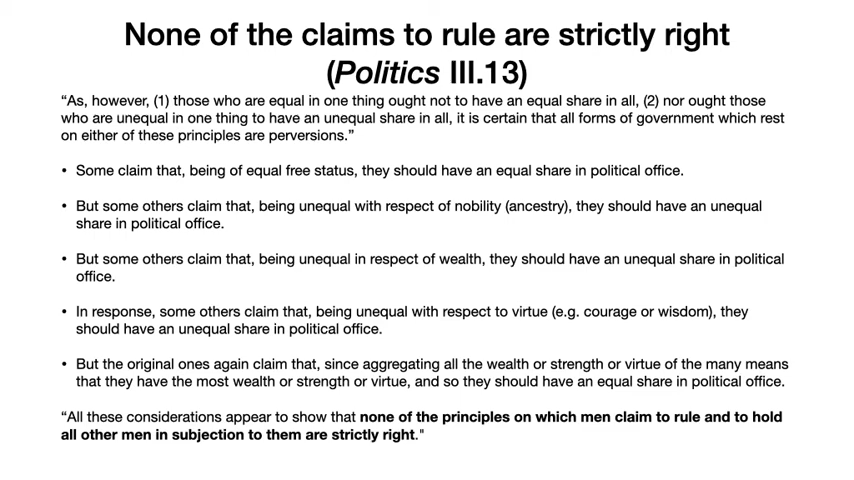 None of the claims to rule are strictly right
(Politics III.13)
“As, however, (1) those who are equal in one thing ought not to have an equal share in all, (2) nor ought those
who are unequal in one thing to have an unequal share in all, it is certain that all forms of government which rest
on either of these principles are perversions.”
• Some claim that, being of equal free status, they should have an equal share in political office.
• But some others claim that, being unequal with respect of nobility (ancestry), they should have an unequal
share in political office.
• But some others claim that, being unequal in respect of wealth, they should have an unequal share in political
office.
• In response, some others claim that, being unequal with respect to virtue (e.g. courage or wisdom), they
should have an unequal share in political office.
• But the original ones again claim that, since aggregating all the wealth or strength or virtue of the many means
that they have the most wealth or strength or virtue, and so they should have an equal share in political office.
“All these considerations appear to show that none of the principles on which men claim to rule and to hold
all other men in subjection to them are strictly right."